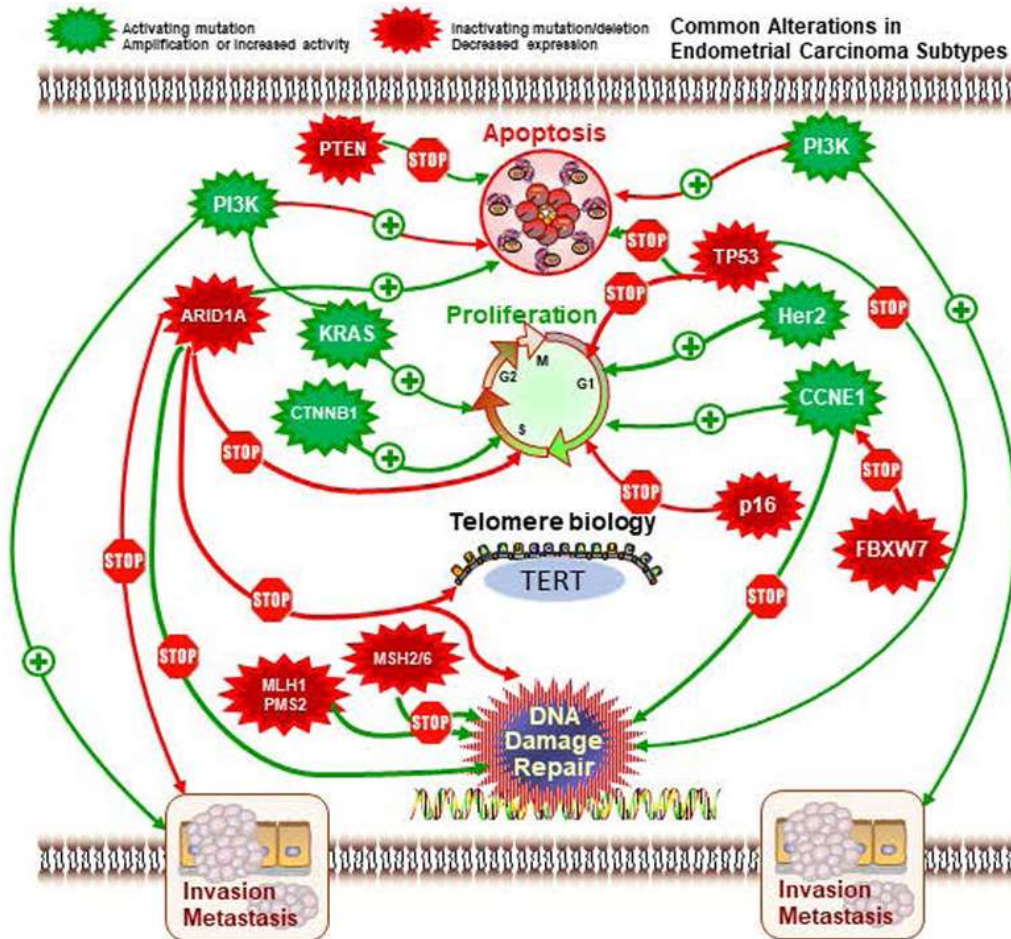 Activating mutation
Amplification or increased activity
Inactivating mutation/deletion
Decreased expression
Common Alterations in
Endometrial Carcinoma Subtypes
PTEN
STOP
Apoptosis
PI3K
PI3K
STOP
TP53
STOP
ARID1A
KRAS
Proliferation
Her2
STOP
M
G2
G1
S
CTNNB1
CCNE1
STOP
STOP
STOP
p16
FBXW7
Telomere biology
TERT
STOP
STOP
STOP
STOP
MSH2/6
MLH1
PMS2
STOP
DNA
Damage
Repair
Invasion
Metastasis
Invasion
Metastasis